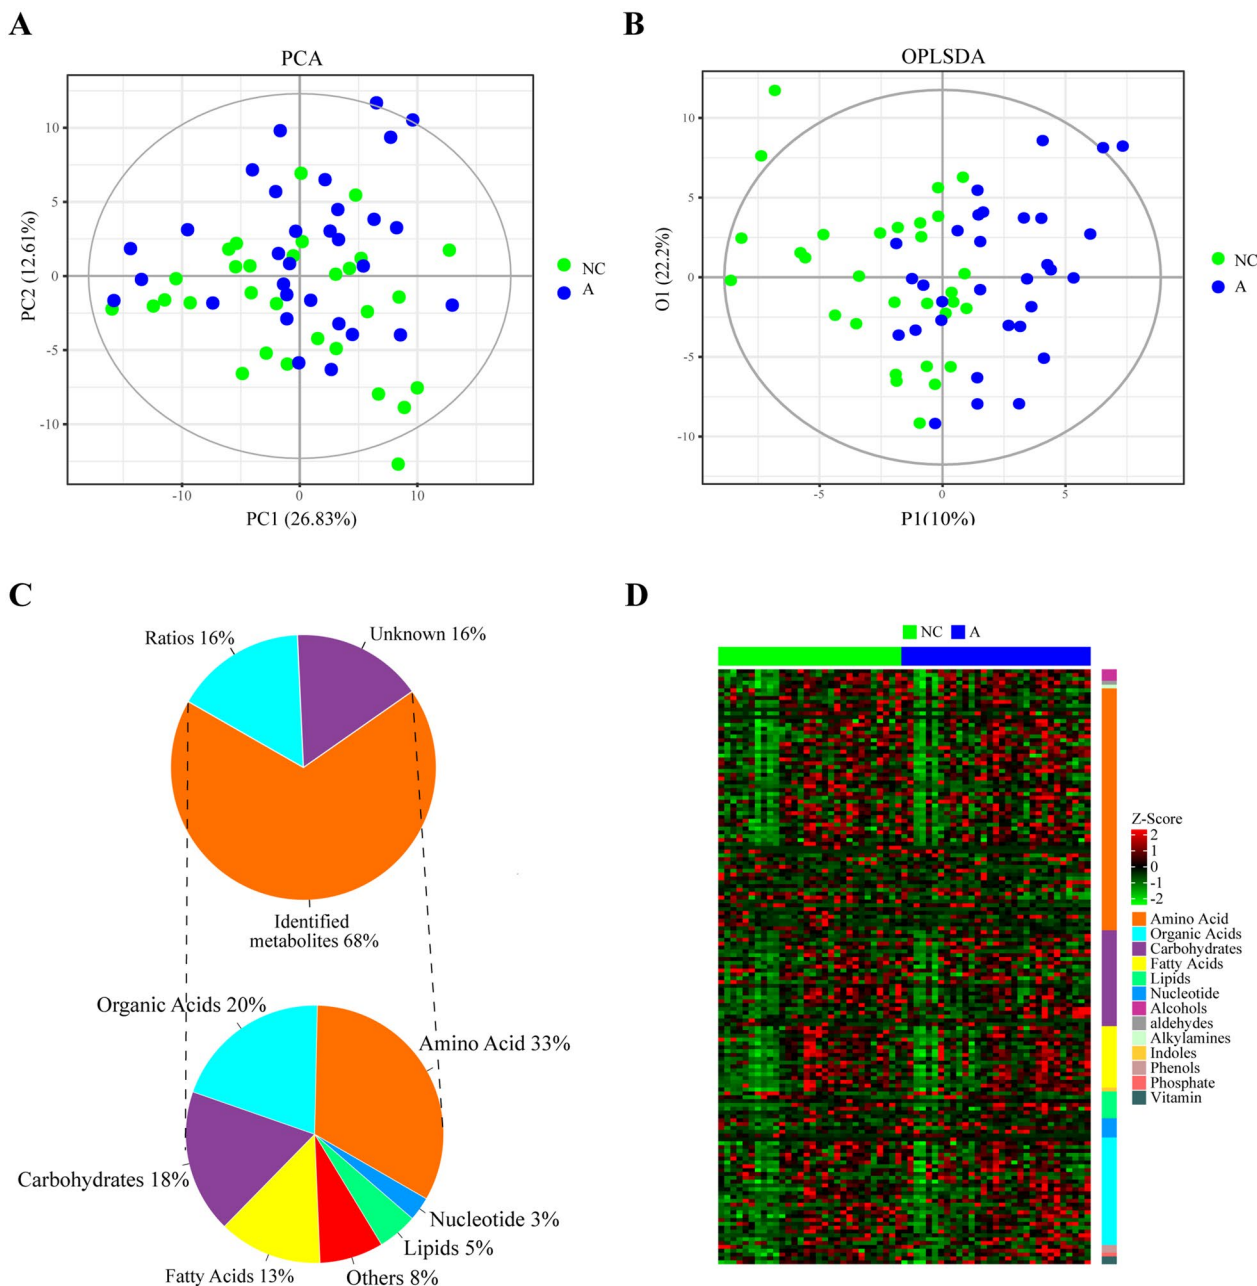 A
PCA
10
5
0
-5
-10
-10
0
10
PC2 (12.61%)
PC1 (26.83%)
NC
A
B
OPLSDA
10
5
0
-5
-10
-5
0
5
O1 (22.2%)
P1(10%)
NC
A
C
Ratios 16%
Unknown 16%
Identified
metabolites 68%
Organic Acids 20%
Amino Acid 33%
Carbohydrates 18%
Nucleotide 3%
Lipids 5%
Fatty Acids 13%
Others 8%
D
NC A
Z-Score
2
1
0
-1
-2
Amino Acid
Organic Acids
Carbohydrates
Fatty Acids
Lipids
Nucleotide
Alcohols
aldehydes
Alkylamines
Indoles
Phenols
Phosphate
Vitamin